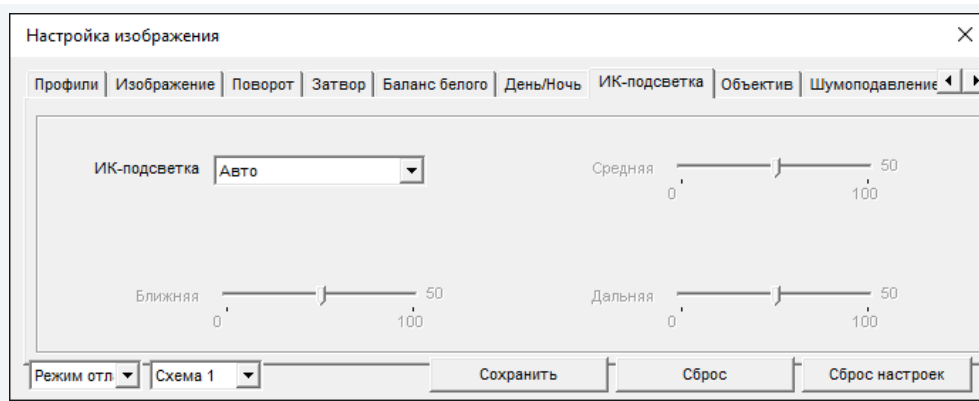 Настройка изображения
Профили Изображение Поворот Затвор Баланс белого День/Ночь ИК-подсветка Объектив Шумоподавление
ИК-подсветка Авто Средняя 50
0 100
Ближняя 50 Дальняя 50
0 100 0 100
Режим отл Схема 1 Сохранить Сброс Сброс настроек